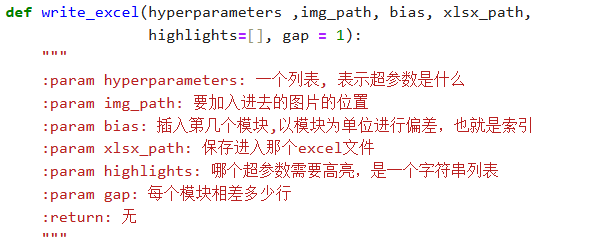 def write_excel(hyperparameters ,img_path, bias, xlsx_path,
highlights=[], gap = 1):
"""
:param hyperparameters: 一个列表, 表示超参数是什么
:param img_path: 要加入进去的图片的位置
:param bias: 插入第几个模块,以模块为单位进行偏差，也就是索引
:param xlsx_path: 保存进入那个excel文件
:param highlights: 哪个超参数需要高亮，是一个字符串列表
:param gap: 每个模块相差多少行
:return: 无
"""